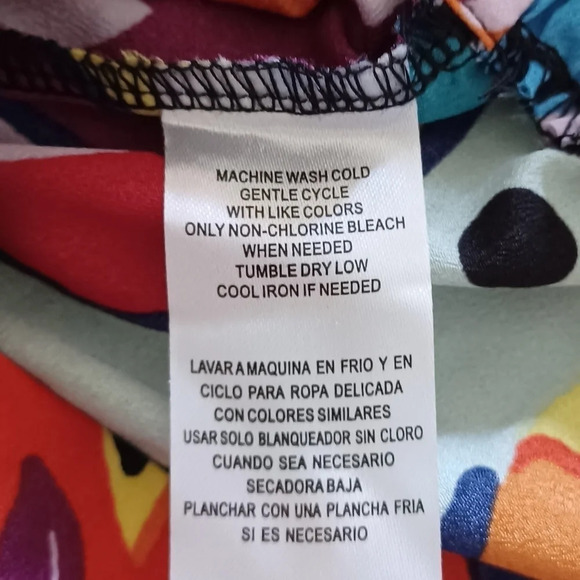 MACHINE WASH COLD
GENTLE CYCLE
WITH LIKE COLORS
ONLY NON-CHLORINE BLEACH
WHEN NEEDED
TUMBLE DRY LOW
COOL IRON IF NEEDED
LAVAR A MAQUINA EN FRIO Y EN
CICLO PARA ROPA DELICADA
CON COLORES SIMILARES
USAR SOLO BLANQUEADOR SIN CLORO
CUANDO SEA NECESARIO
SECADORA BAJA
PLANCHAR CON UNA PLANCHA FRIA
SI ES NECESARIO